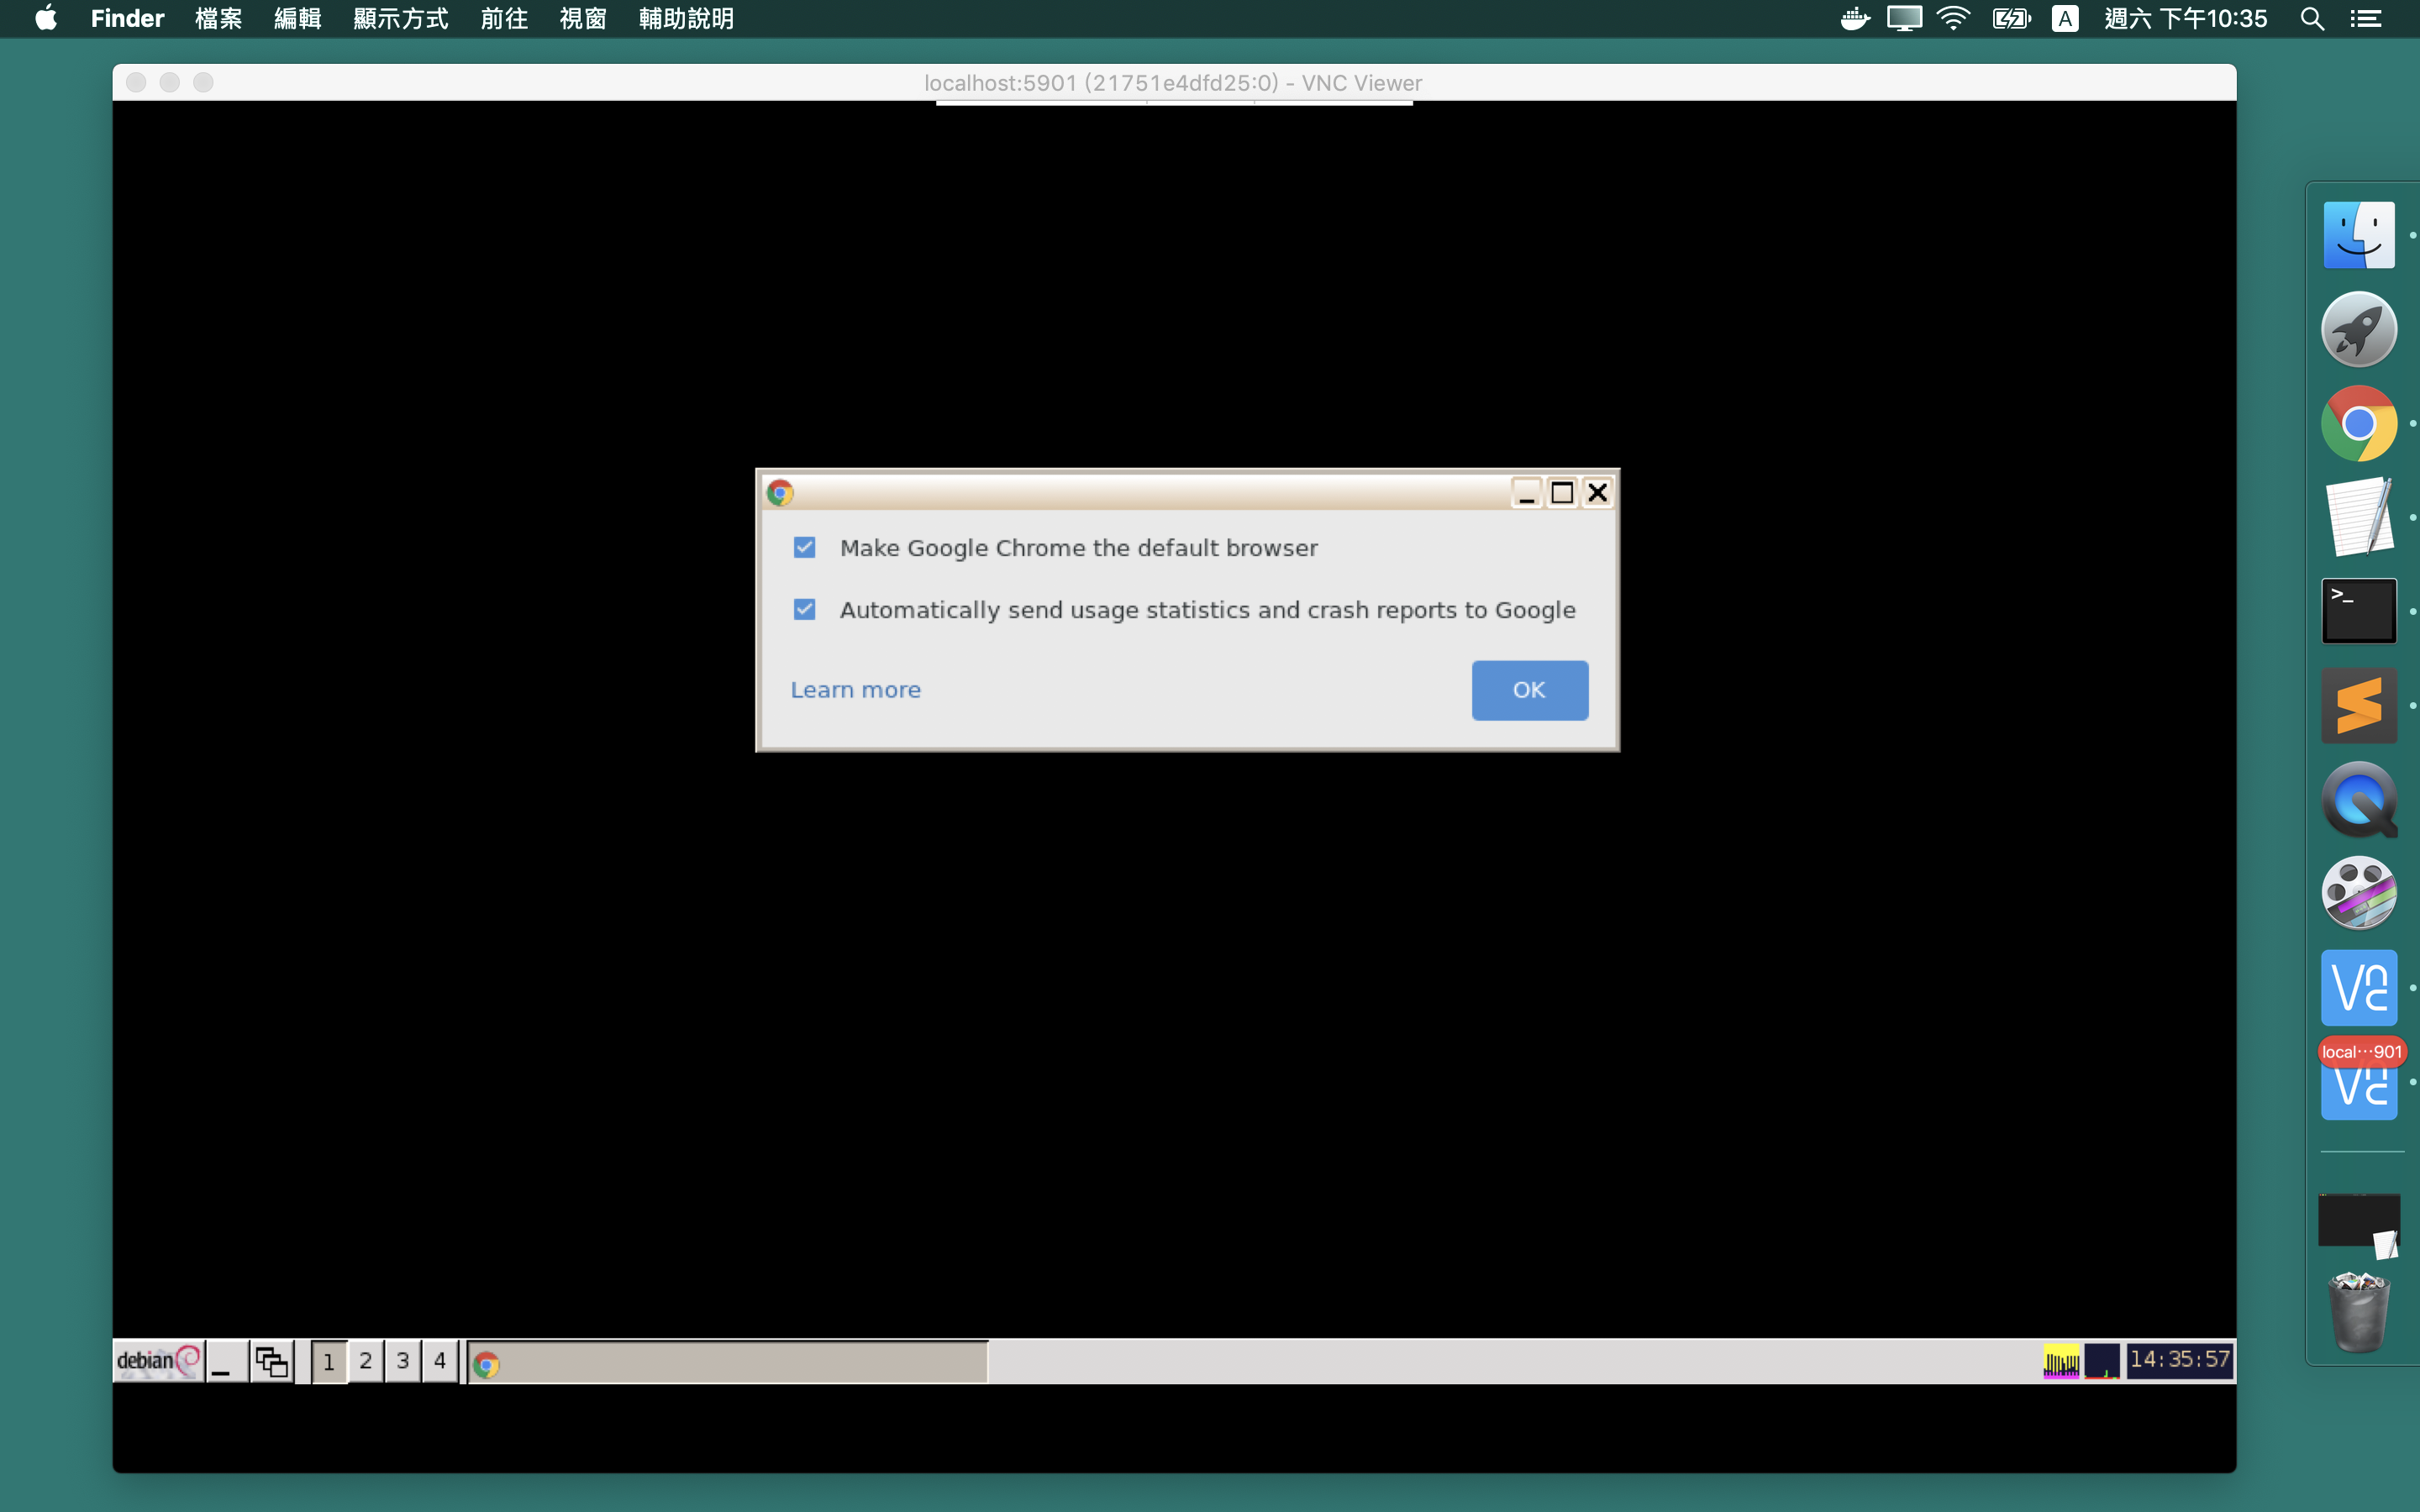 Finder 檔案 編輯 顯示方式 前往 視窗 輔助說明 A 週六 下午10:35
localhost:5901 (21751e4dfd25:0) - VNC Viewer
Make Google Chrome the default browser
Automatically send usage statistics and crash reports to Google
Learn more OK
>_
local…901
debian 1 2 3 4 14:35:57